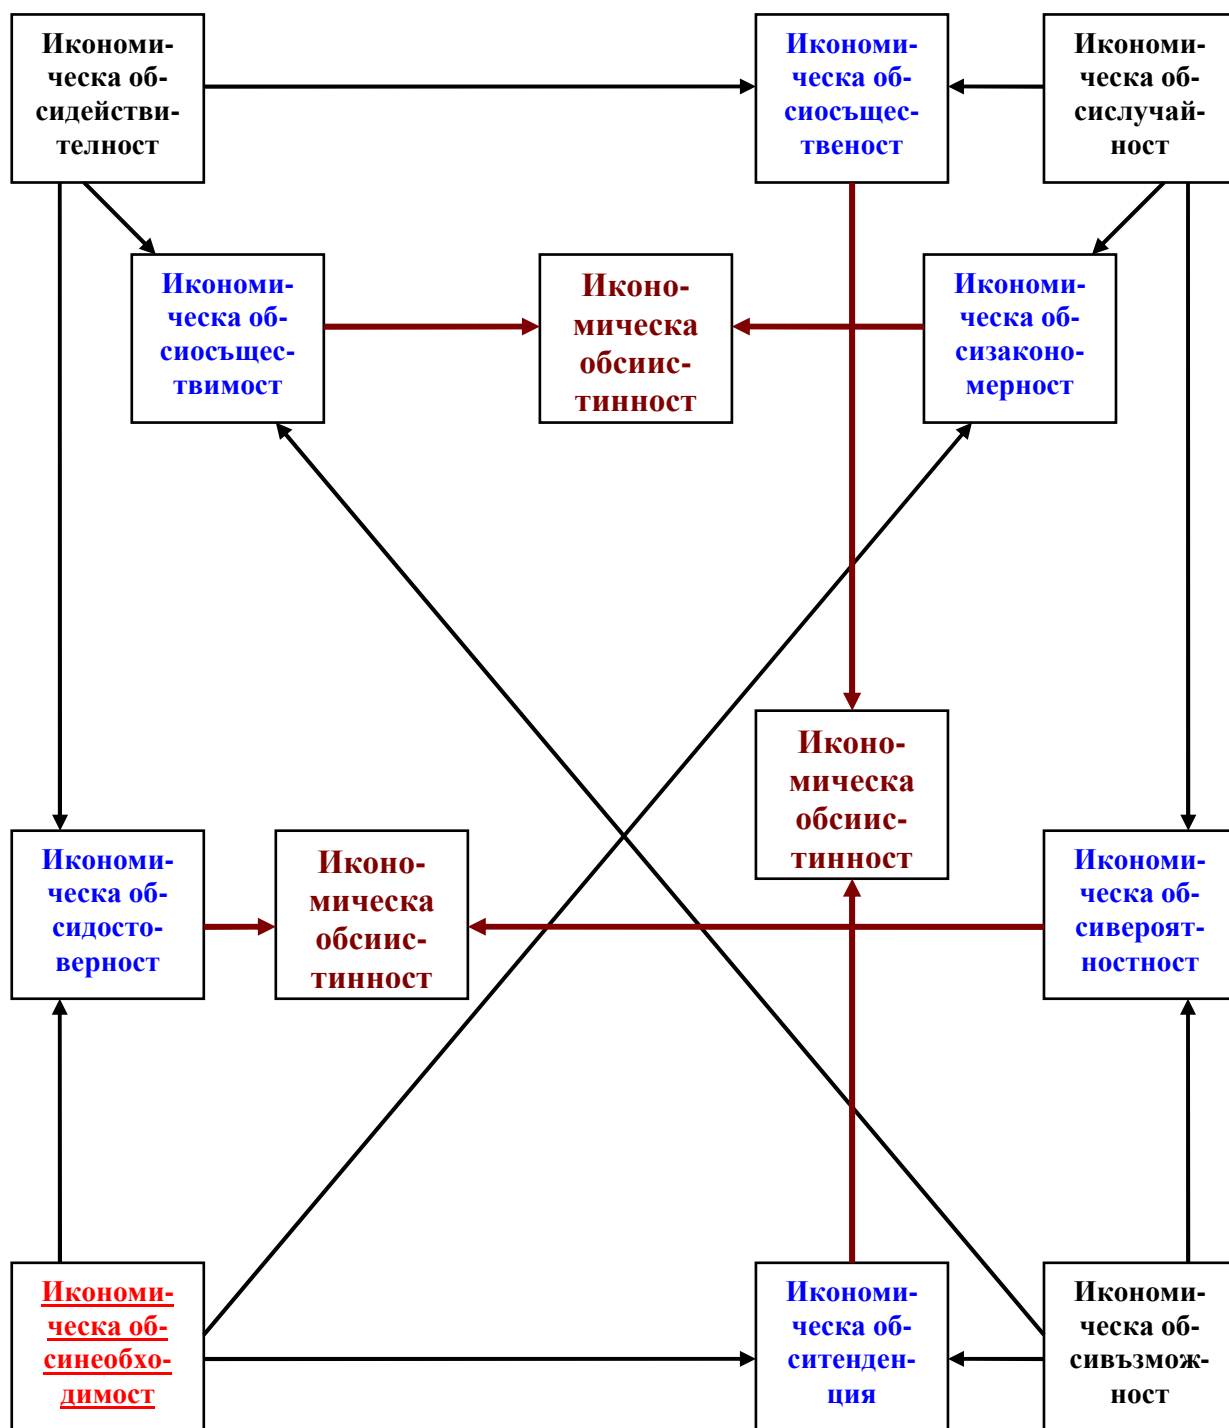 Икономи-
ческа об-
сидействи-
телност
Икономи-
ческа об-
сиосъщес-
твеност
Икономи-
ческа об-
сислучай-
ност
Икономи-
ческа об-
сиосъщес-
твимост
Иконо-
мическа
обсиис-
тинност
Икономи-
ческа об-
сизаконо-
мерност
Иконо-
мическа
обсиис-
тинност
Икономи-
ческа об-
сидосто-
верност
Иконо-
мическа
обсиис-
тинност
Икономи-
ческа об-
сивероят-
ностност
Икономи-
ческа об-
синеобхо-
димост
Икономи-
ческа об-
ситенден-
ция
Икономи-
ческа об-
сивъзмож-
ност